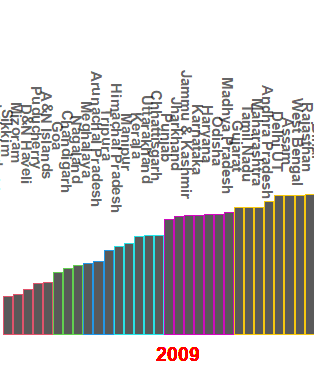 Sikkim
Mizoram
D&N Haveli
Puducherry
A&N Islands
Goa
Chandigarh
Nagaland
Meghalaya
Arunachal Pradesh
Tripura
Himachal Pradesh
Manipur
Kerala
Uttarakhand
Chhattisgarh
Punjab
Jharkhand
Jammu & Kashmir
Karnataka
Haryana
Odisha
Madhya Pradesh
Gujarat
Tamil Nadu
Maharastra
Andhra Pradesh
Delhi UT
Assam
West Bengal
Rajasthan
2009